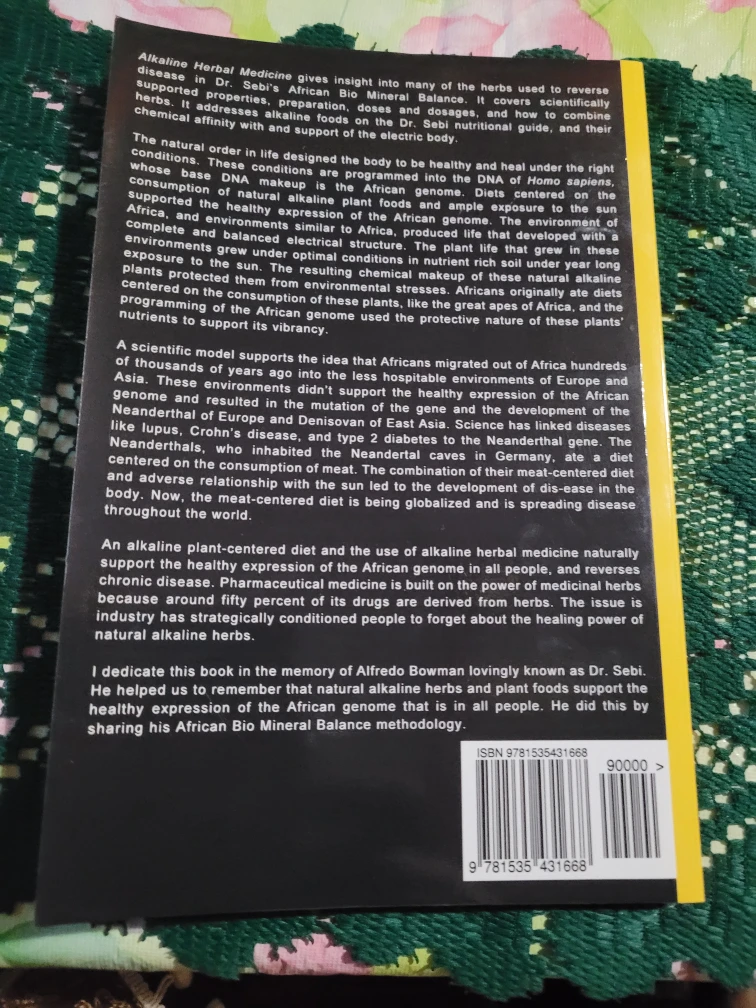 Alkaline Herbal Medicine gives insight into many of the herbs used to reverse
disease in Dr. Sebi's African Bio Mineral Balance. It covers scientifically
supported properties, preparation, doses and dosages, and how to combine
herbs. It addresses alkaline foods on the Dr. Sebi nutritional guide, and their
chemical affinity with and support of the electric body.
The natural order in life designed the body to be healthy and heal under the right
conditions. These conditions are programmed into the DNA of Homo sapiens,
whose base DNA makeup is the African genome. Diets centered on the
consumption of natural alkaline plant foods and ample exposure to the sun
supported the healthy expression of the African genome. The environment of
Africa, and environments similar to Africa, produced life that developed with a
complete and balanced electrical structure. The plant life that grew in these
environments grew under optimal conditions in nutrient rich soil under year long
exposure to the sun. The resulting chemical makeup of these natural alkaline
plants protected them from environmental stresses. Africans originally ate diets
centered on the consumption of these plants, like the great apes of Africa, and the
programming of the African genome used the protective nature of these plants'
nutrients to support its vibrancy.
A scientific model supports the idea that Africans migrated out of Africa hundreds
of thousands of years ago into the less hospitable environments of Europe and
Asia. These environments didn't support the healthy expression of the African
genome and resulted in the mutation of the gene and the development of the
Neanderthal of Europe and Denisovan of East Asia. Science has linked diseases
like lupus, Crohn's disease, and type 2 diabetes to the Neanderthal gene. The
Neanderthals, who inhabited the Neandertal caves in Germany, ate a diet
centered on the consumption of meat. The combination of their meat-centered diet
and adverse relationship with the sun led to the development of dis-ease in the
body. Now, the meat-centered diet is being globalized and is spreading disease
throughout the world.
An alkaline plant-centered diet and the use of alkaline herbal medicine naturally
support the healthy expression of the African genome in all people, and reverses
chronic disease. Pharmaceutical medicine is built on the power of medicinal herbs
because around fifty percent of its drugs are derived from herbs. The issue is
industry has strategically conditioned people to forget about the healing power of
natural alkaline herbs.
I dedicate this book in the memory of Alfredo Bowman lovingly known as Dr. Sebi.
He helped us to remember that natural alkaline herbs and plant foods support the
healthy expression of the African genome that is in all people. He did this by
sharing his African Bio Mineral Balance methodology.
ISBN 9781535431668
90000 >
9 781535 431668